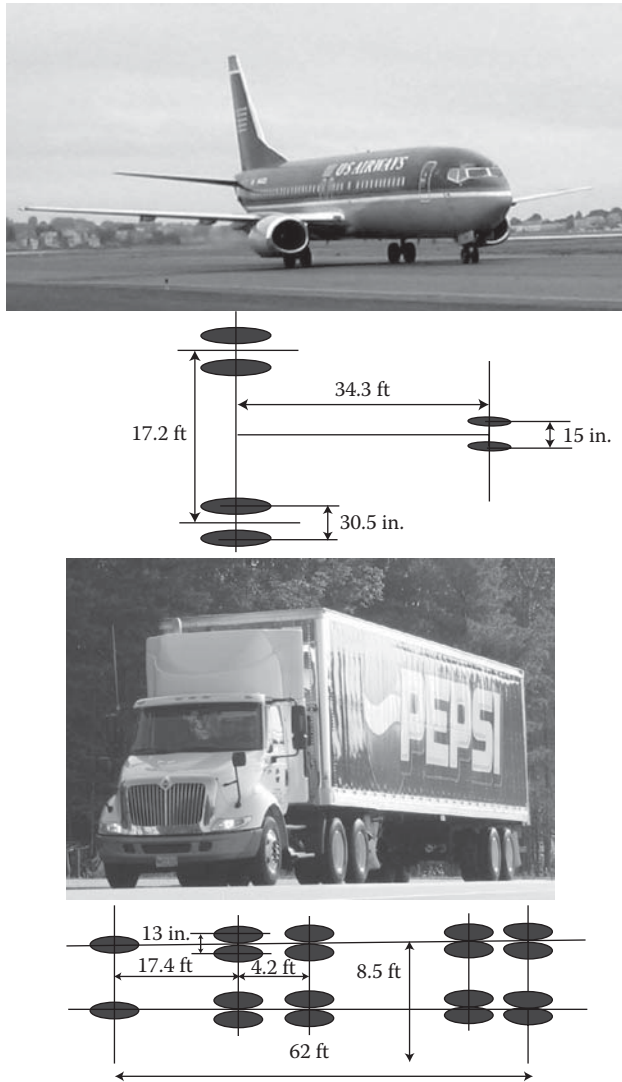 US AIRWAYS
34.3 ft
17.2 ft
15 in.
30.5 in.
PEPSI
13 in.
17.4 ft
4.2 ft
8.5 ft
62 ft